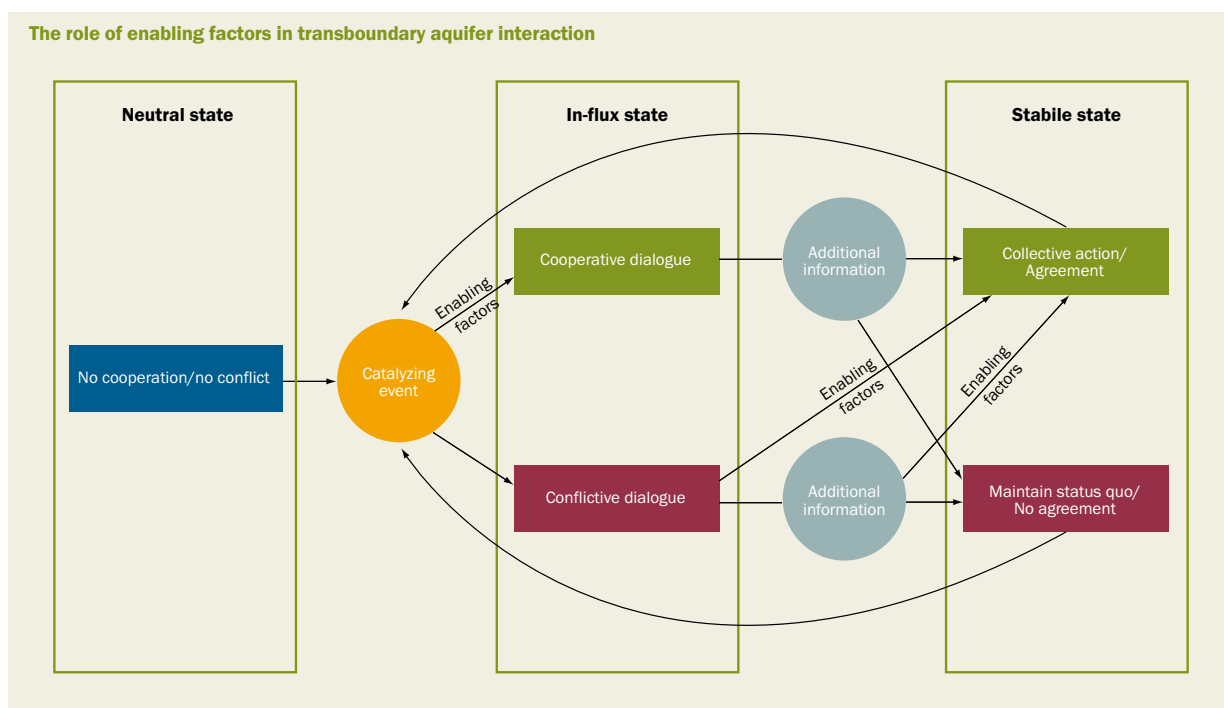 The role of enabling factors in transboundary aquifer interaction
Neutral state
In-flux state
Stabile state
No cooperation/no conflict
Catalyzing
event
Enabling
factors
Cooperative dialogue
Conflictive dialogue
Additional
information
Additional
information
Enabling
factors
Enabling
factors
Collective action/
Agreement
Maintain status quo/
No agreement